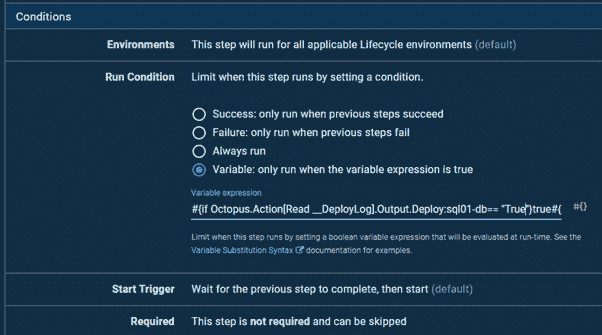 Conditions
Environments This step will run for all applicable Lifecycle environments (default)
Run Condition Limit when this step runs by setting a condition.
Success: only run when previous steps succeed
Failure: only run when previous steps fail
Always run
Variable: only run when the variable expression is true
Variable expression
#{if Octopus.Action[Read __DeployLog].Output.Deploy:sql01-db== "True"}true#{ #{}
Limit when this step runs by setting a boolean variable expression that will be evaluated at run-time. See the
Variable Substitution Syntax documentation for examples.
Start Trigger Wait for the previous step to complete, then start (default)
Required This step is not required and can be skipped